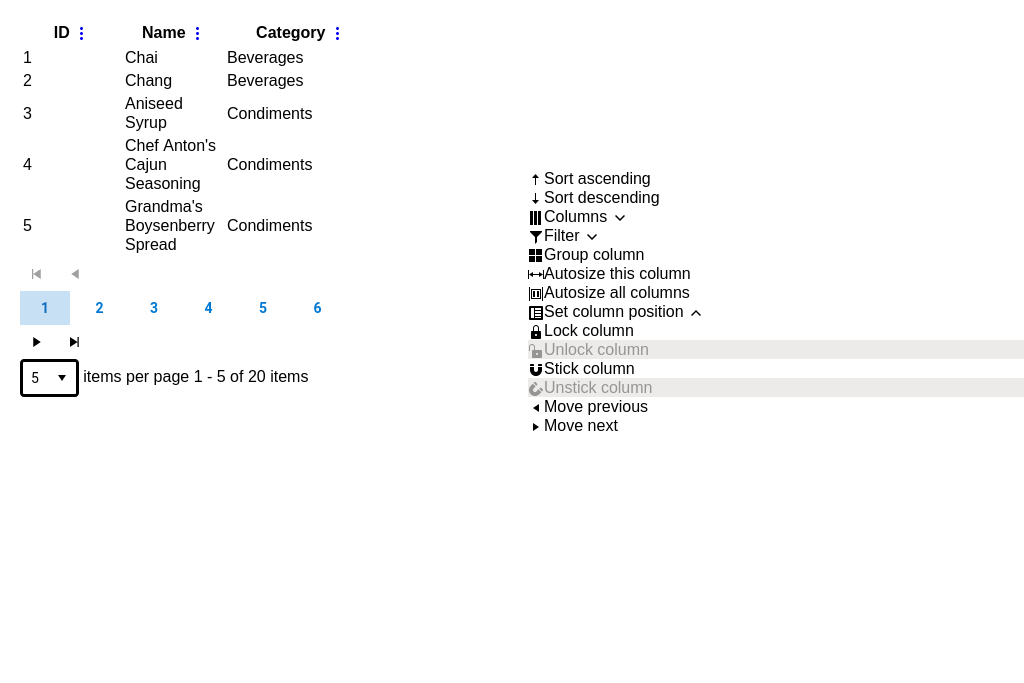 ID Name Category
1 Chai Beverages
2 Chang Beverages
3 Aniseed Syrup Condiments
4 Chef Anton's Cajun Seasoning Condiments
5 Grandma's Boysenberry Spread Condiments
1 2 3 4 5 6
5 items per page 1 - 5 of 20 items
Sort ascending
Sort descending
Columns
Filter
Group column
Autosize this column
Autosize all columns
Set column position
Lock column
Unlock column
Stick column
Unstick column
Move previous
Move next